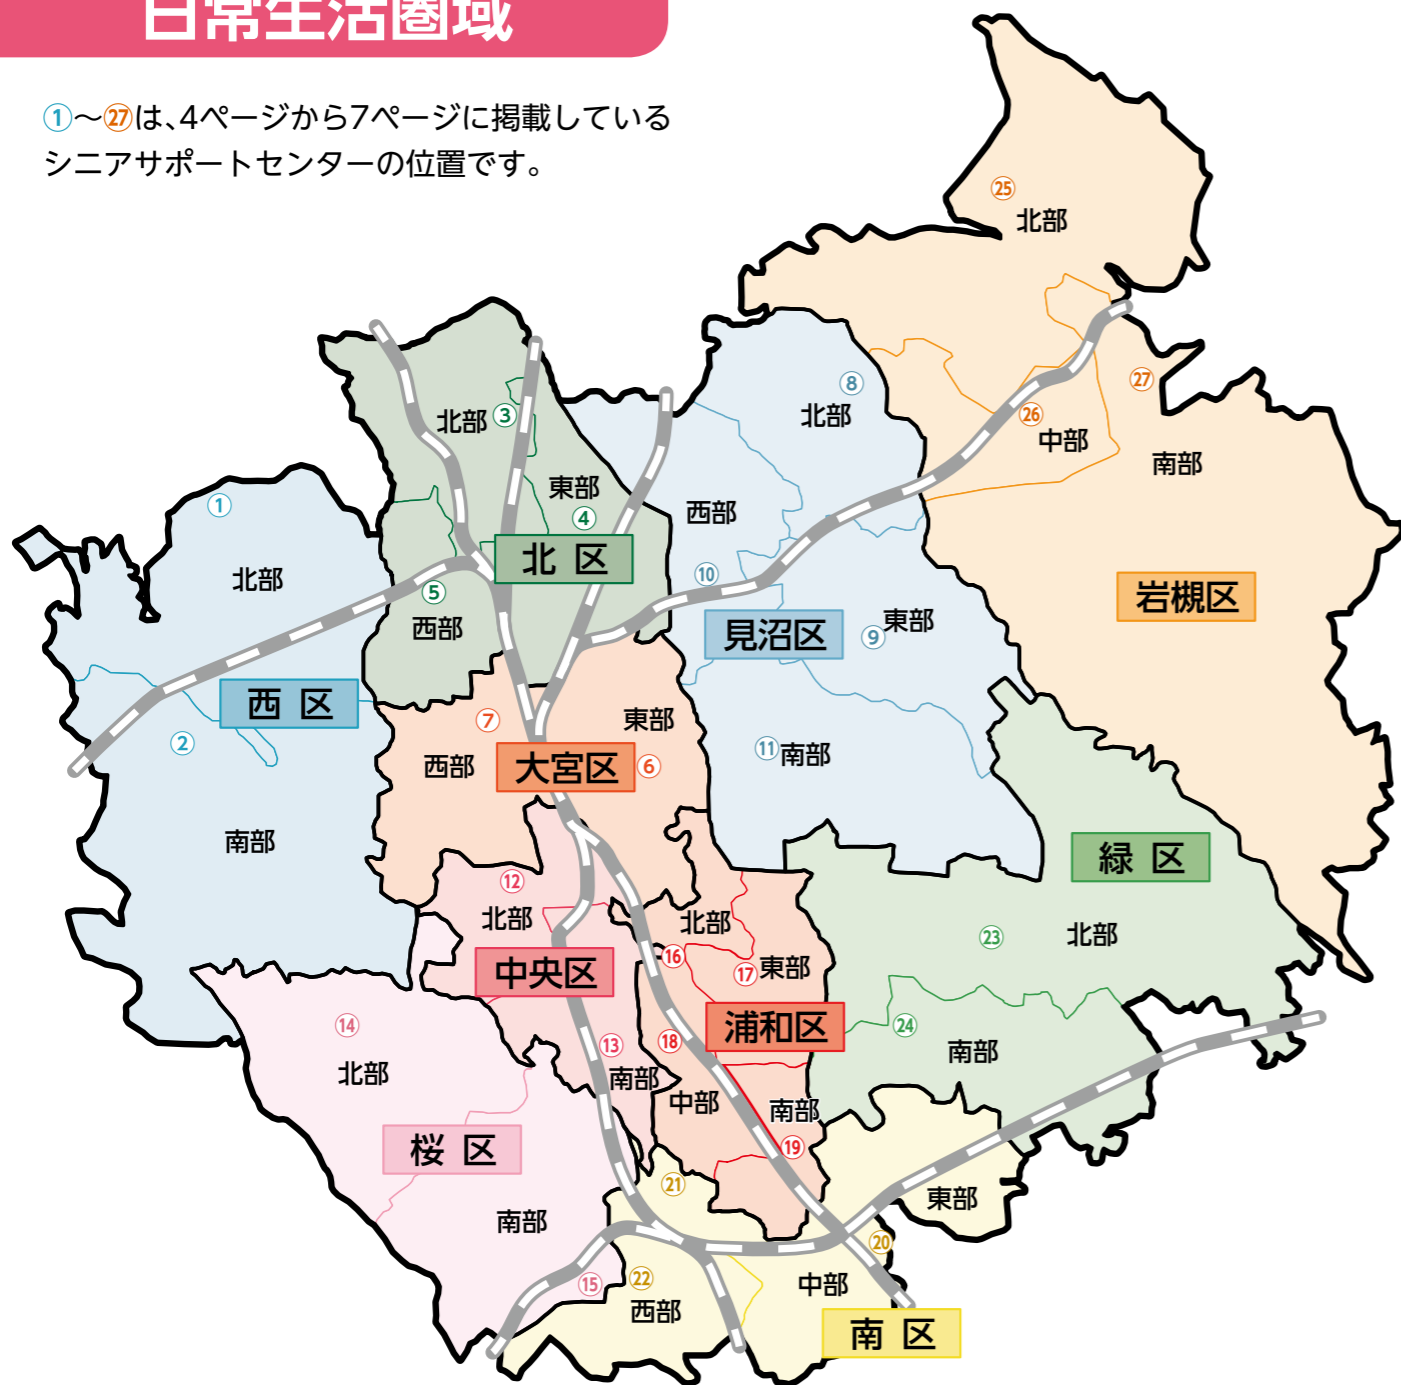 日常生活圏域
①〜㉗は、4ページから7ページに掲載している
シニアサポートセンターの位置です。
㉕
北部
㉗
㉖
中部
南部
岩槻区
⑧
北部
西部
⑩
見沼区
⑨
東部
⑪
南部
北部
③
東部
④
北 区
⑤
西部
①
北部
西 区
②
南部
⑦
東部
西部
大宮区
⑥
⑫
北部
中央区
⑬
南部
北部
⑯
⑰
東部
浦和区
⑱
中部
南部
⑲
緑 区
㉓
北部
㉔
南部
⑭
北部
桜 区
南部
⑮
㉑
東部
⑳
㉒
西部
中部
南 区